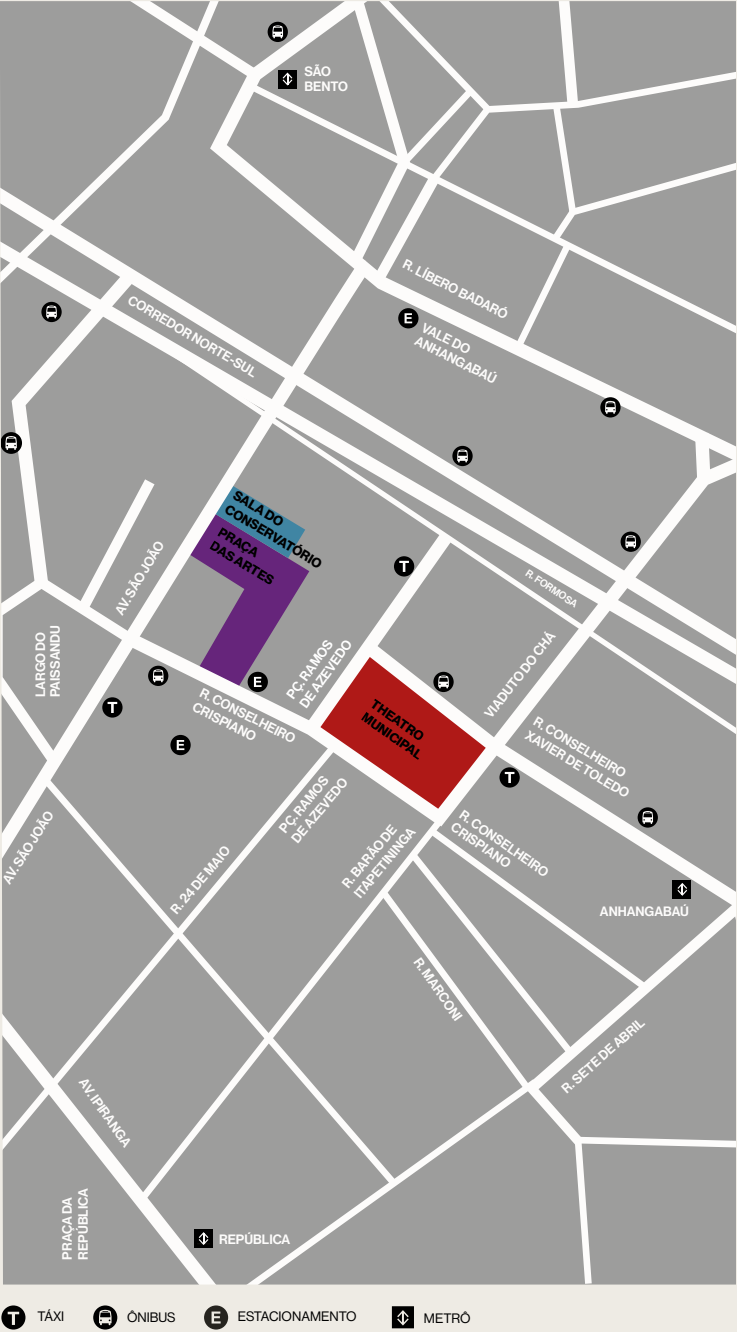 SÃO
BENTO
R. LÍBERO BADARÓ
E
VALE DO
ANHANGABAÚ
CORREDOR NORTE-SUL
SALA DO
CONSERVATÓRIO
PRAÇA
DAS ARTES
T
R. FORMOSA
AV. SÃO JOÃO
LARGO DO
PAISSANDU
PÇ. RAMOS
DE AZEVEDO
VIADUTO DO CHÁ
E
T
R. CONSELHEIRO
CRISPIANO
THEATRO
MUNICIPAL
R. CONSELHEIRO
XAVIER DE TOLEDO
E
T
PÇ. RAMOS
DE AZEVEDO
AV. SÃO JOÃO
R. 24 DE MAIO
R. BARÃO DE
ITAPETININGA
R. CONSELHEIRO
CRISPIANO
ANHANGABAÚ
R. MARCONI
R. SETE DE ABRIL
AV. IPIRANGA
PRAÇA DA
REPÚBLICA
REPÚBLICA
T TÁXI ÔNIBUS E ESTACIONAMENTO METRÔ